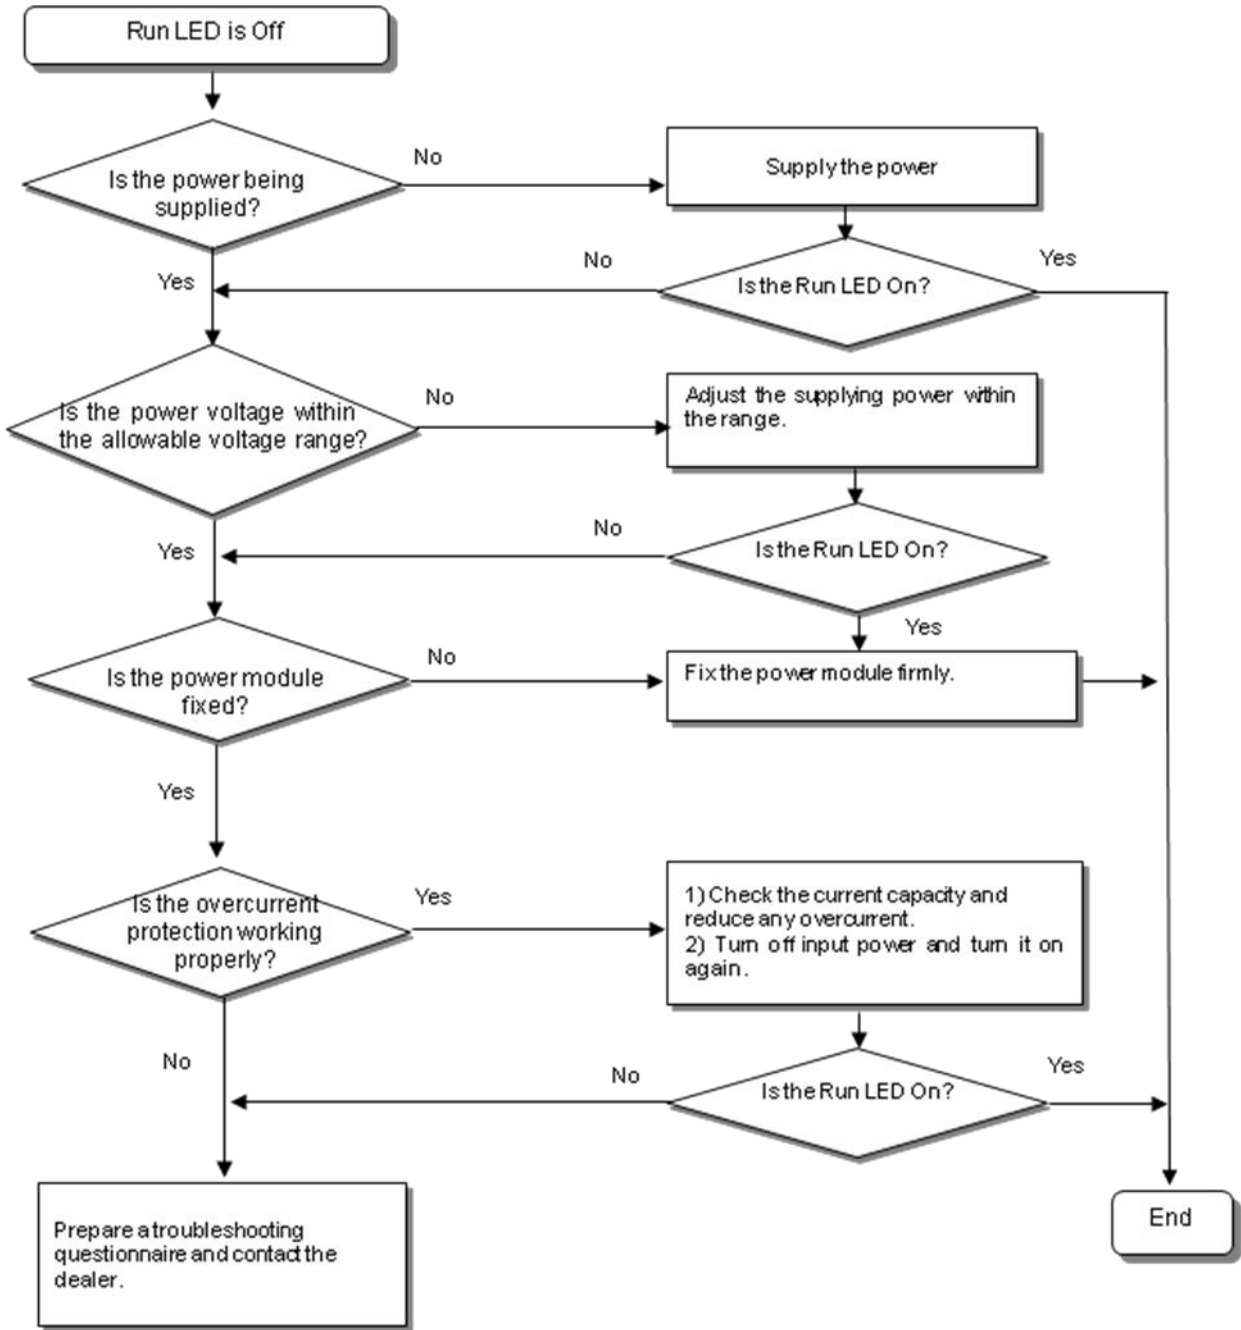 Run LED is Off
Is the power being
supplied?
No
Supply the power
Yes
No
Is the Run LED On?
Yes
Is the power voltage within
the allowable voltage range?
No
Adjust the supplying power within
the range.
Yes
No
Is the Run LED On?
Yes
Is the power module
fixed?
No
Fix the power module firmly.
Yes
Is the overcurrent
protection working
properly?
Yes
1) Check the current capacity and
reduce any overcurrent.
2) Turn off input power and turn it on
again.
No
No
Is the Run LED On?
Yes
Prepare a troubleshooting
questionnaire and contact the
dealer.
End